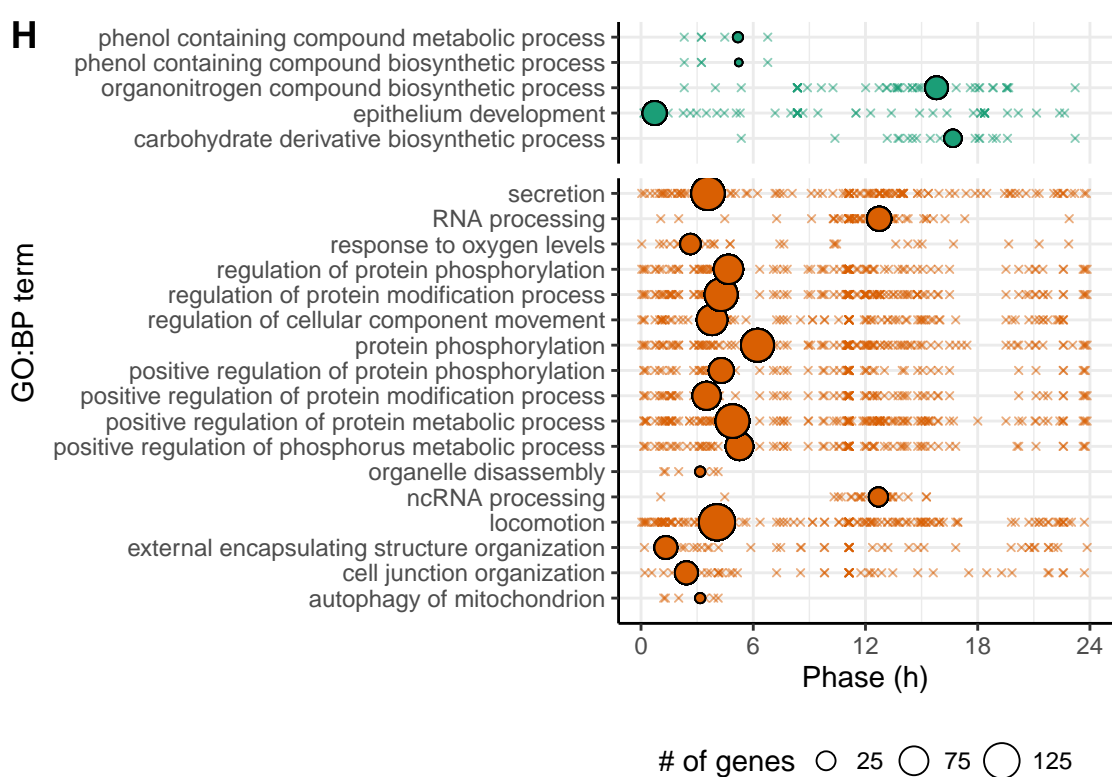 H
phenol containing compound metabolic process
phenol containing compound biosynthetic process
organonitrogen compound biosynthetic process
epithelium development
carbohydrate derivative biosynthetic process
GO:BP term
secretion
RNA processing
response to oxygen levels
regulation of protein phosphorylation
regulation of protein modification process
regulation of cellular component movement
protein phosphorylation
positive regulation of protein phosphorylation
positive regulation of protein modification process
positive regulation of protein metabolic process
positive regulation of phosphorus metabolic process
organelle disassembly
ncRNA processing
locomotion
external encapsulating structure organization
cell junction organization
autophagy of mitochondrion
0 6 12 18 24
Phase (h)
# of genes 25 75 125